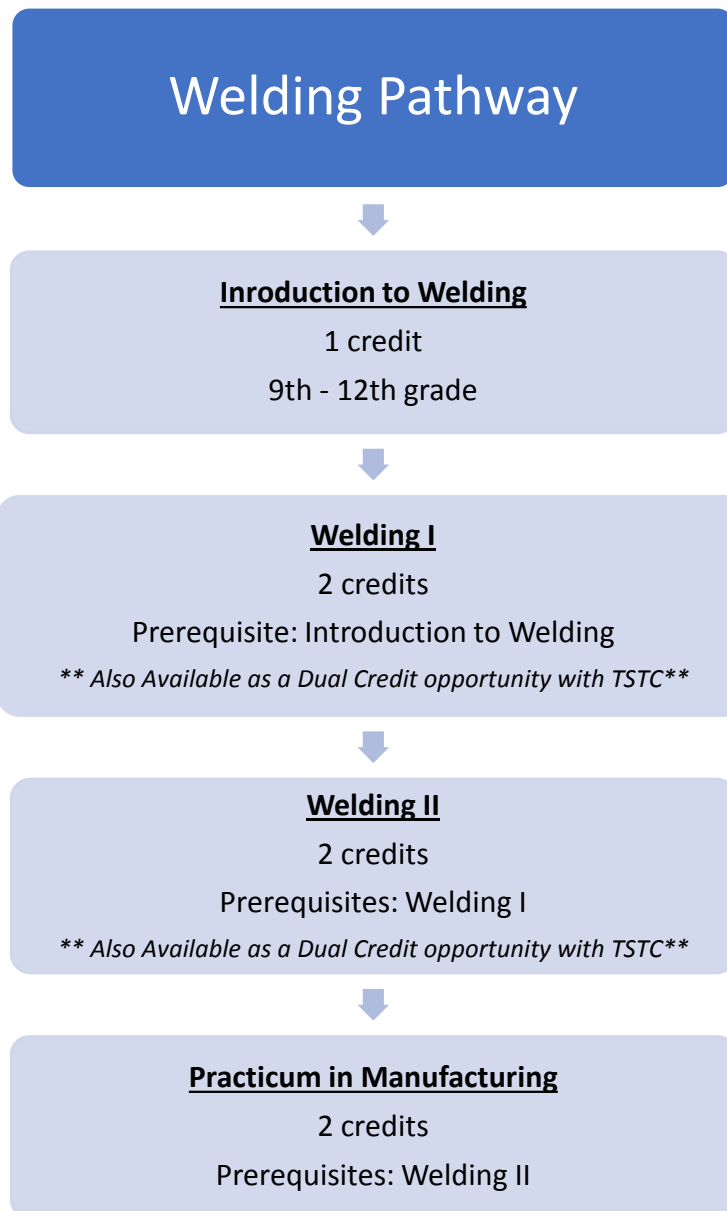 Welding Pathway
Inroduction to Welding
1 credit
9th - 12th grade
Welding I
2 credits
Prerequisite: Introduction to Welding
** Also Available as a Dual Credit opportunity with TSTC**
Welding II
2 credits
Prerequisites: Welding I
** Also Available as a Dual Credit opportunity with TSTC**
Practicum in Manufacturing
2 credits
Prerequisites: Welding II